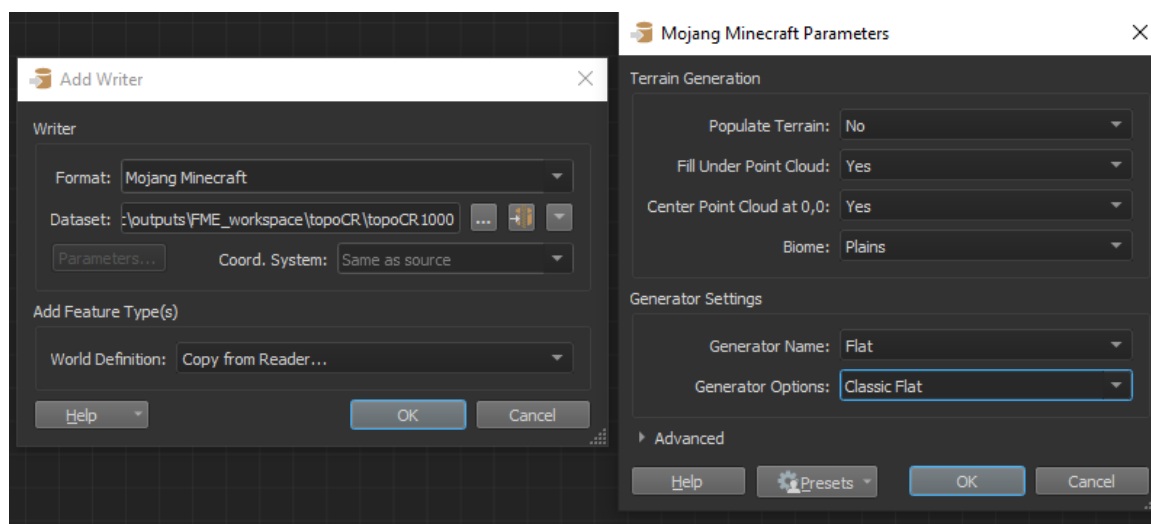 Add Writer
Writer
Format: Mojang Minecraft
Dataset: :\outputs\FME_workspace\topoCR\topoCR1000 ...
Parameters... Coord. System: Same as source
Add Feature Type(s)
World Definition: Copy from Reader...
Help OK Cancel
Mojang Minecraft Parameters
Terrain Generation
Populate Terrain: No
Fill Under Point Cloud: Yes
Center Point Cloud at 0,0: Yes
Biome: Plains
Generator Settings
Generator Name: Flat
Generator Options: Classic Flat
Advanced
Help Presets OK Cancel